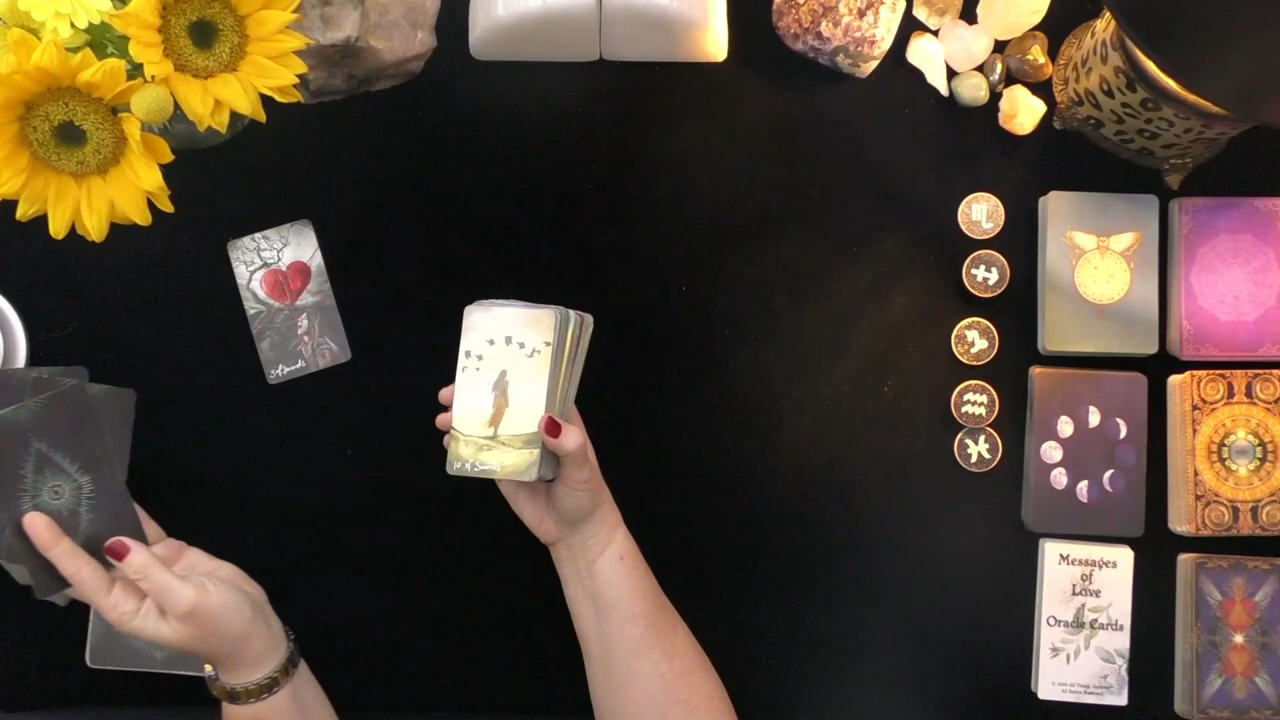 3 of Swords
10 of Swords
Messages
of
Love
Oracle Cards